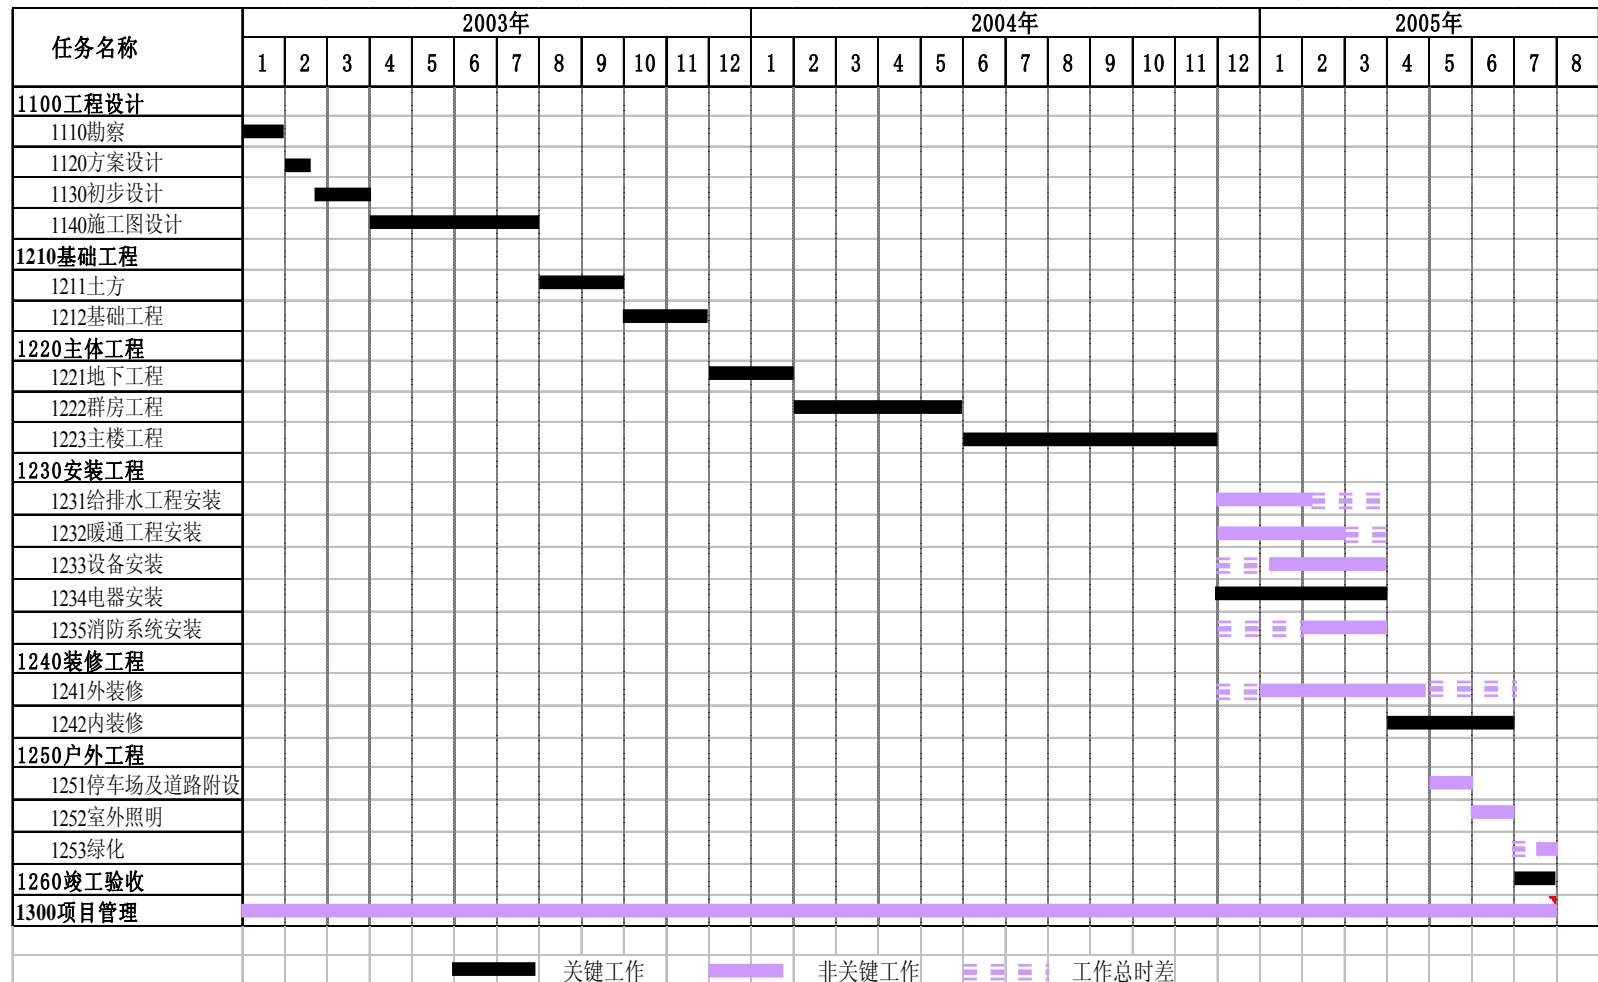 任务名称 2003年 2004年 2005年
1 2 3 4 5 6 7 8 9 10 11 12 1 2 3 4 5 6 7 8 9 10 11 12 1 2 3 4 5 6 7 8
1100工程设计
1110勘察
1120方案设计
1130初步设计
1140施工图设计
1210基础工程
1211土方
1212基础工程
1220主体工程
1221地下工程
1222群房工程
1223主楼工程
1230安装工程
1231给排水工程安装
1232暖通工程安装
1233设备安装
1234电器安装
1235消防系统安装
1240装修工程
1241外装修
1242内装修
1250户外工程
1251停车场及道路附设
1252室外照明
1253绿化
1260竣工验收
1300项目管理
关键工作 非关键工作 工作总时差